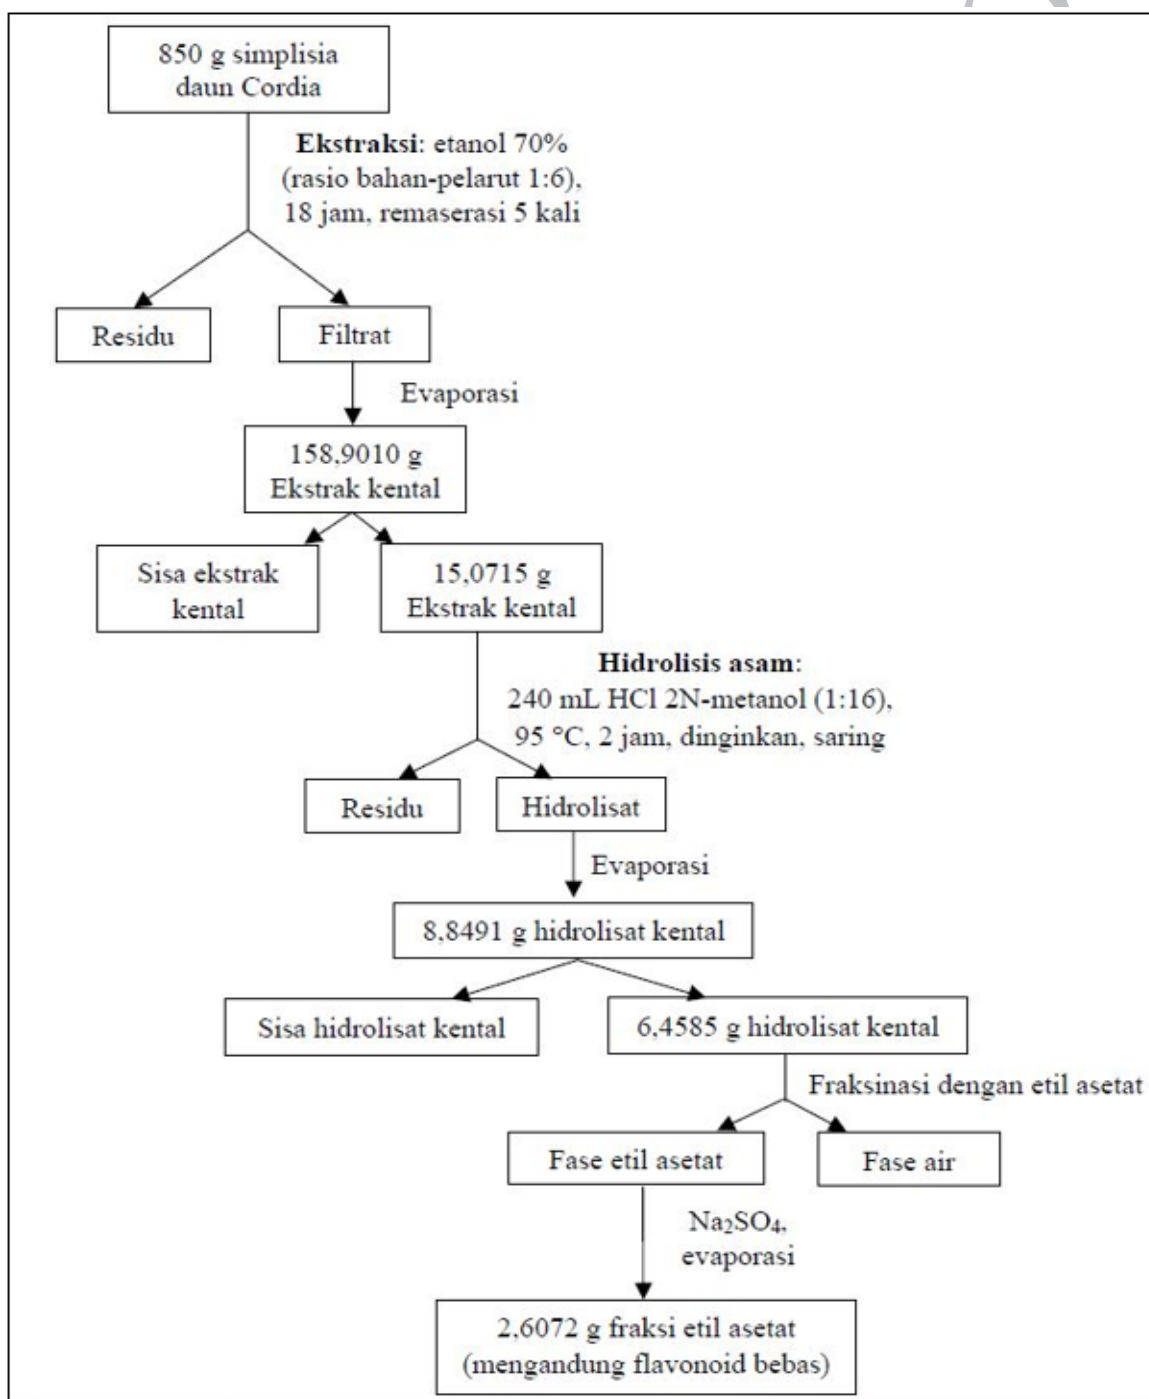 850 g simplisia
daun Cordia
Ekstraksi: etanol 70%
(rasio bahan-pelarut 1:6),
18 jam, remaserasi 5 kali
Residu
Filtrat
Evaporasi
158,9010 g
Ekstrak kental
Sisa ekstrak
kental
15,0715 g
Ekstrak kental
Hidrolisis asam:
240 mL HCl 2N-metanol (1:16),
95 °C, 2 jam, dinginkan, saring
Residu
Hidrolisat
Evaporasi
8,8491 g hidrolisat kental
Sisa hidrolisat kental
6,4585 g hidrolisat kental
Fraksinasi dengan etil asetat
Fase etil asetat
Fase air
Na₂SO₄,
evaporasi
2,6072 g fraksi etil asetat
(mengandung flavonoid bebas)